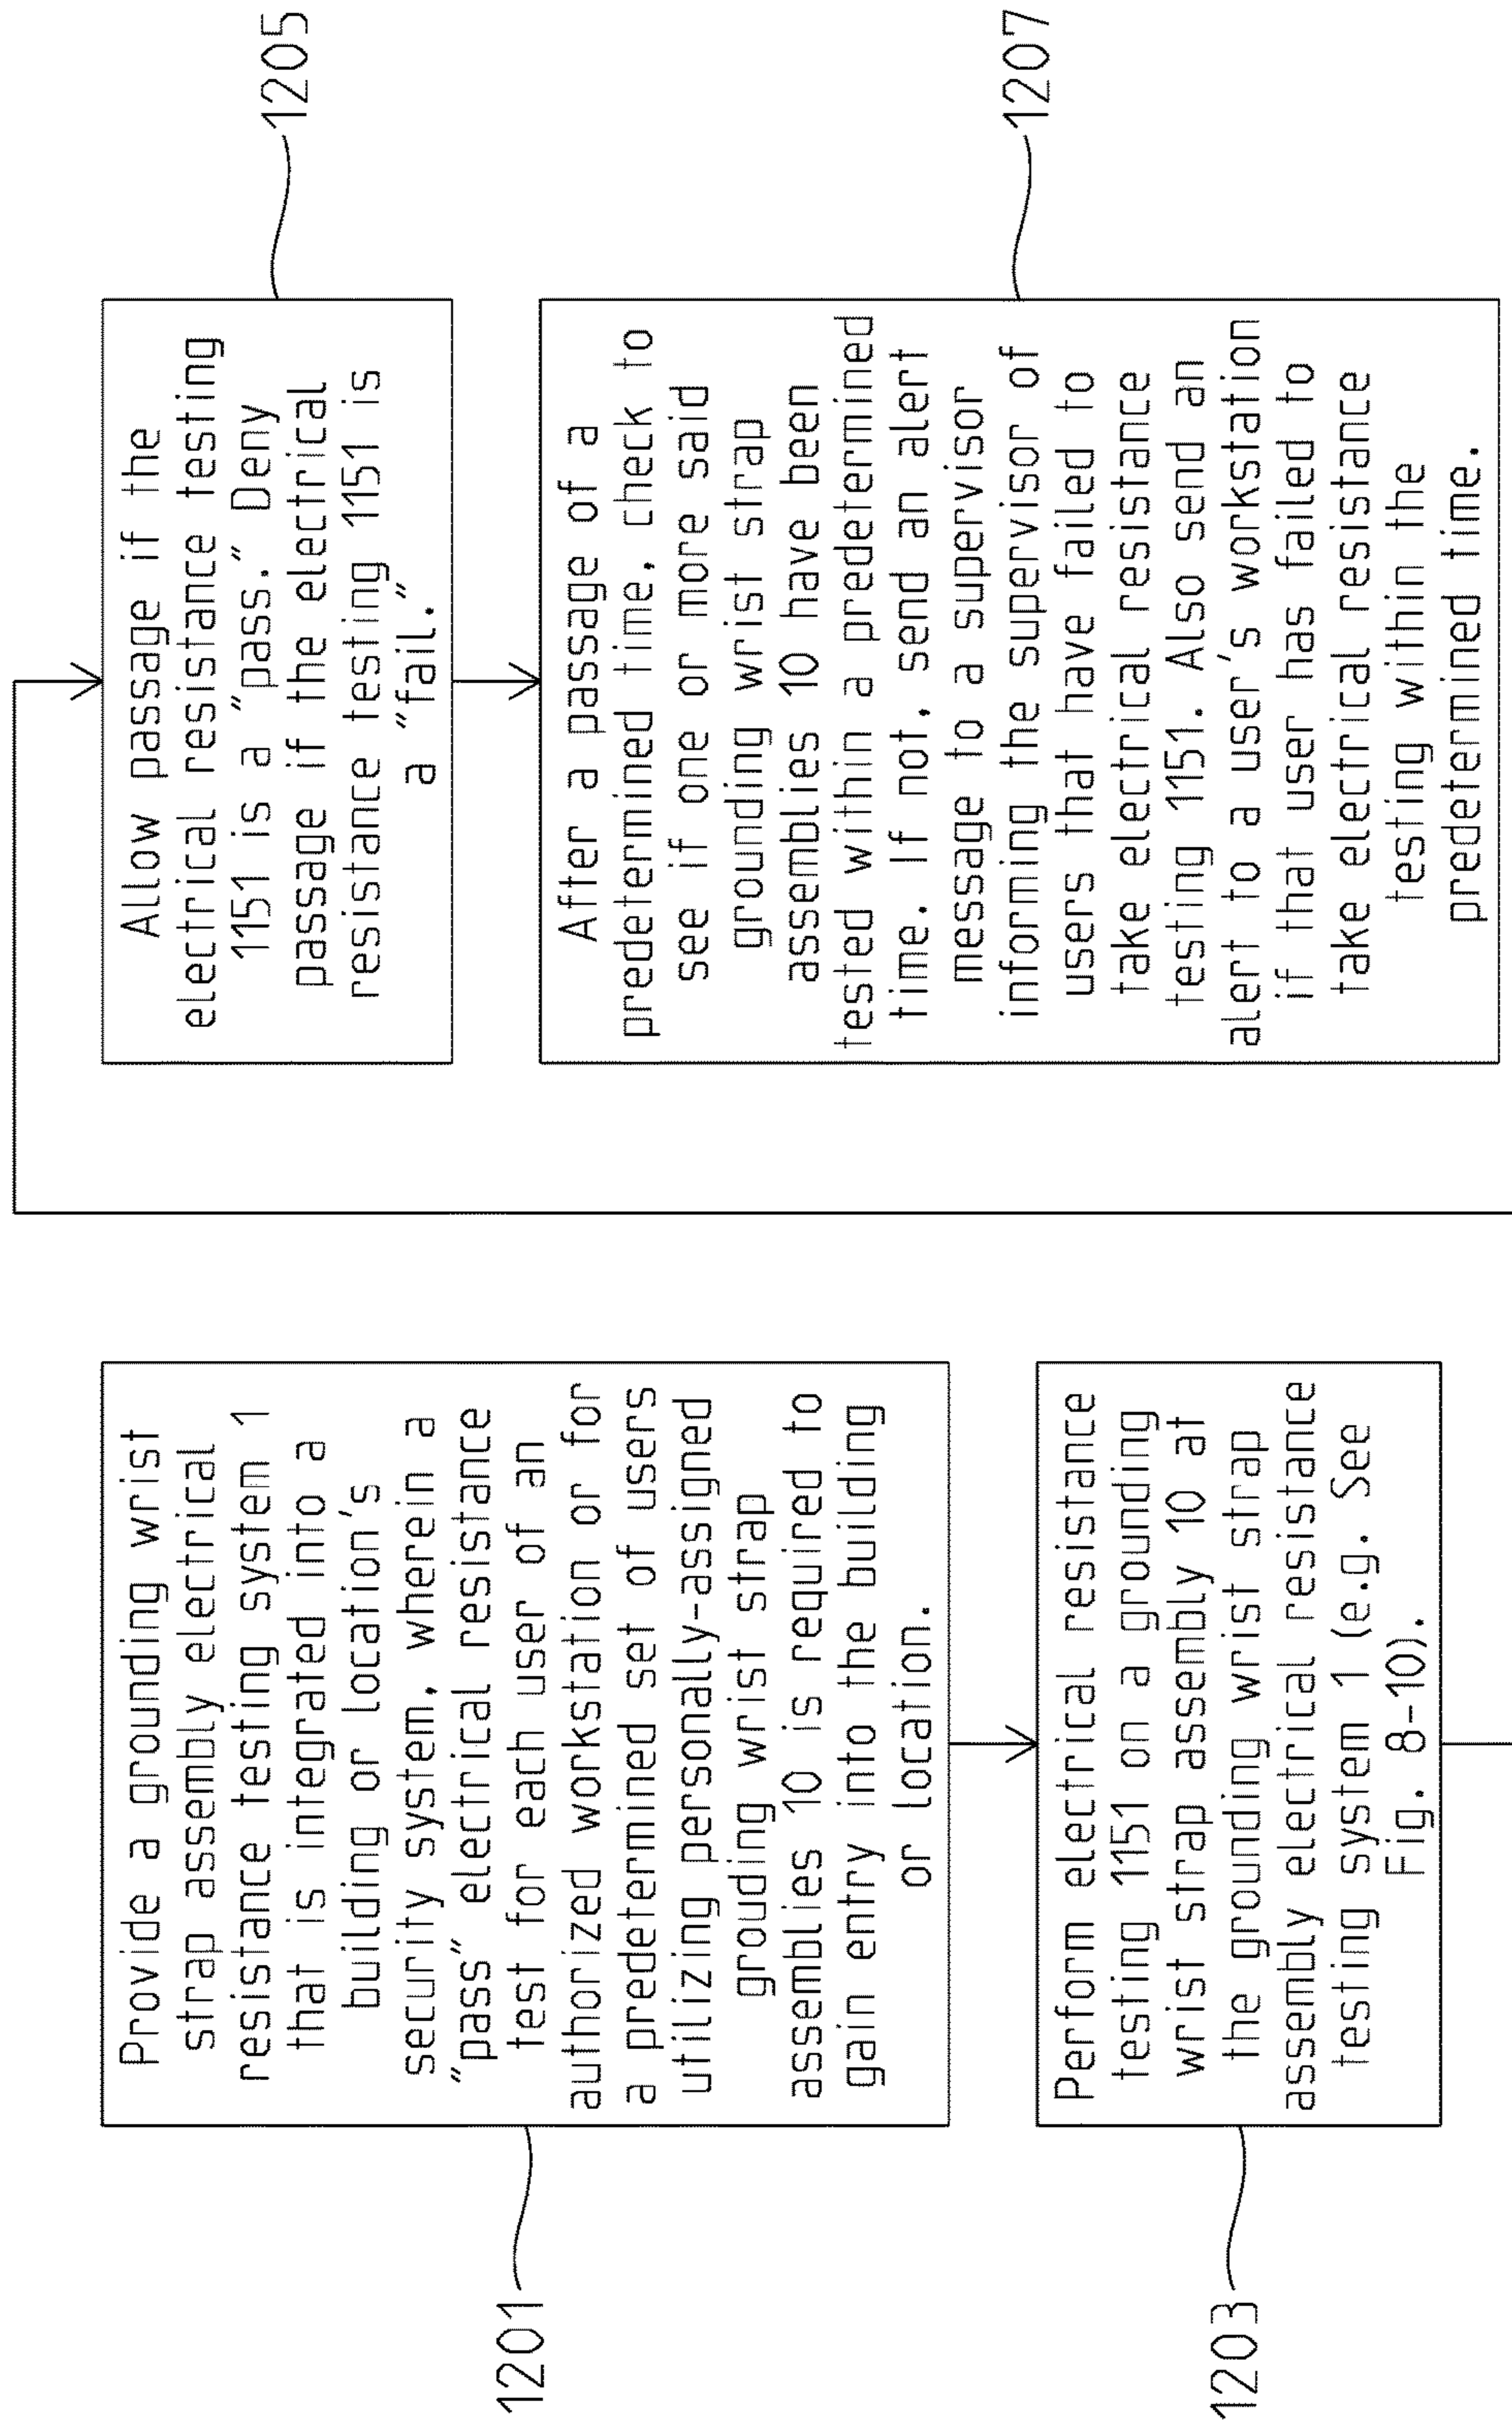 1201
Provide a grounding wrist
strap assembly electrical
resistance testing system 1
that is integrated into a
building or location's
security system, wherein a
"pass" electrical resistance
test for each user of an
authorized workstation or for
a predetermined set of users
utilizing personally-assigned
grouding wrist strap
assemblies 10 is required to
gain entry into the building
or location.
1203
Perform electrical resistance
testing 1151 on a grounding
wrist strap assembly 10 at
the grounding wrist strap
assembly electrical resistance
testing system 1 (e.g. See
Fig. 8-10).
1205
Allow passage if the
electrical resistance testing
1151 is a "pass." Deny
passage if the electrical
resistance testing 1151 is
a "fail."
1207
After a passage of a
predetermined time, check to
see if one or more said
grounding wrist strap
assemblies 10 have been
tested within a predetermined
time. If not, send an alert
message to a supervisor
informing the supervisor of
users that have failed to
take electrical resistance
testing 1151. Also send an
alert to a user's workstation
if that user has failed to
take electrical resistance
testing within the
predetermined time.